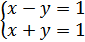 x − y = 1
x + y = 1